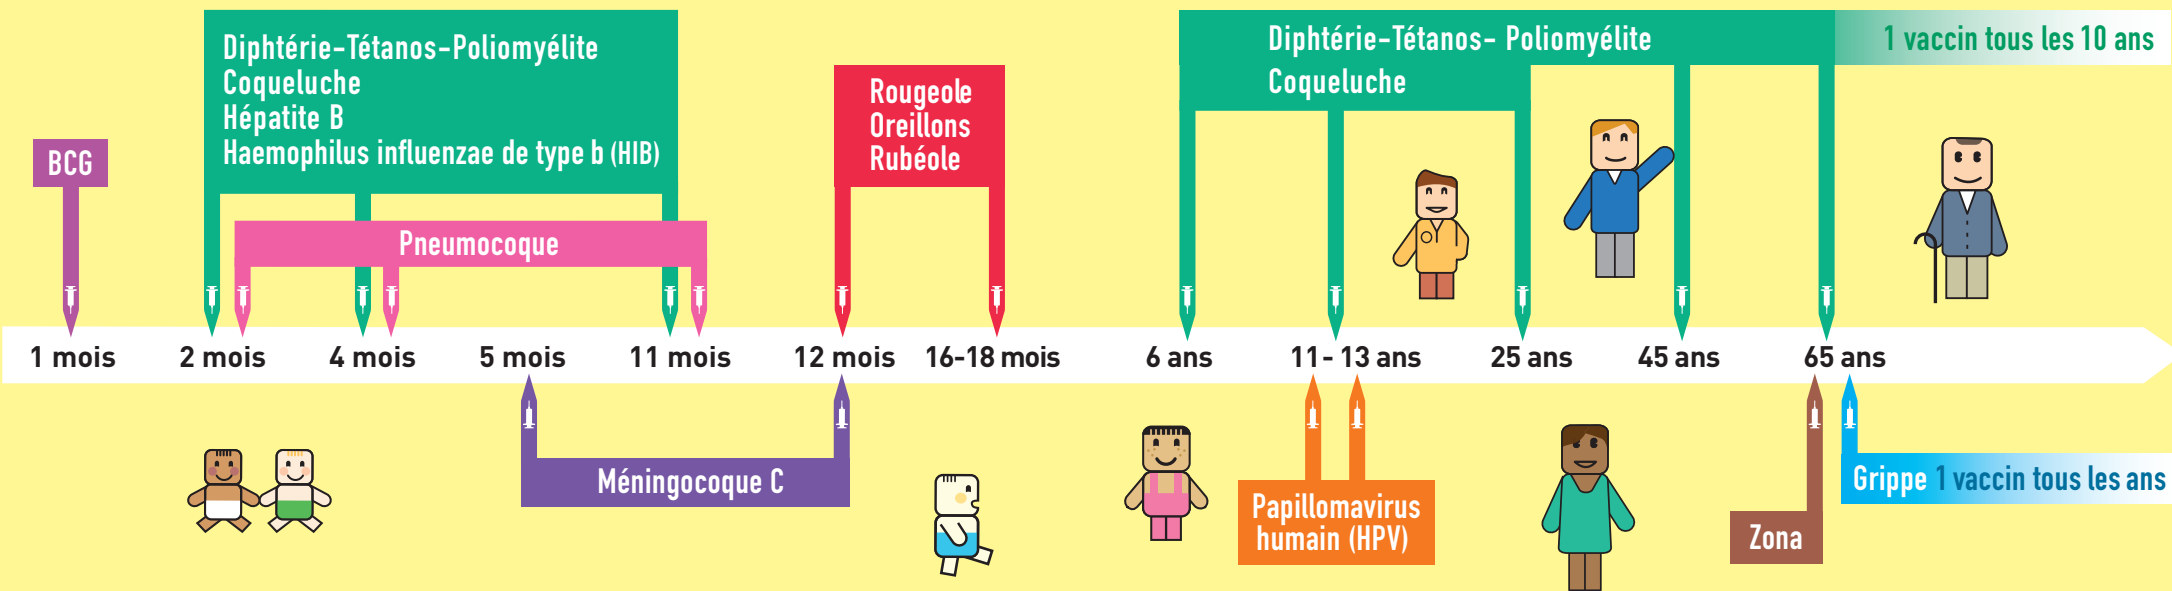 BCG
Diphtérie-Tétanos-Poliomyélite
Coqueluche
Hépatite B
Haemophilus influenzae de type b (HIB)
Pneumocoque
Rougeole
Oreillons
Rubéole
Diphtérie-Tétanos- Poliomyélite
Coqueluche
1 vaccin tous les 10 ans
1 mois
2 mois
4 mois
5 mois
11 mois
12 mois
16-18 mois
6 ans
11- 13 ans
25 ans
45 ans
65 ans
Méningocoque C
Papillomavirus
humain (HPV)
Zona
Grippe 1 vaccin tous les ans